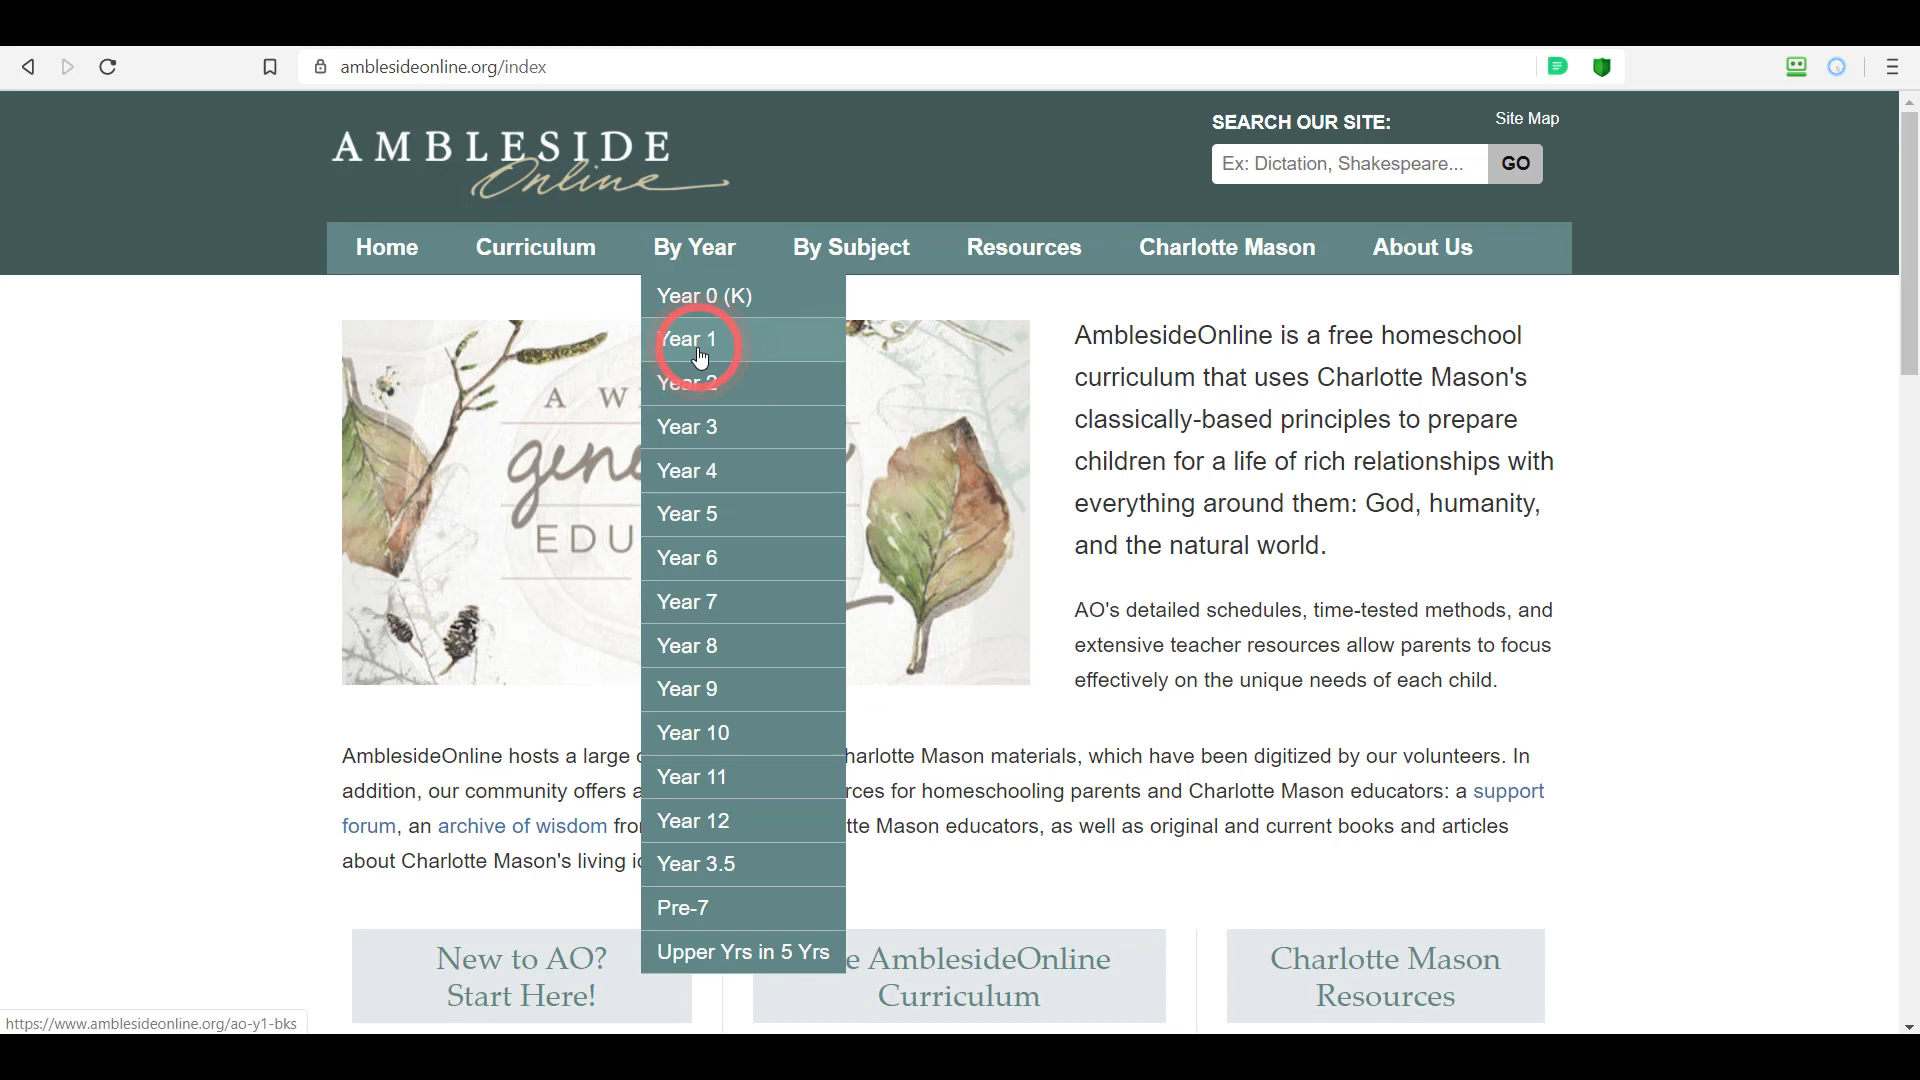 amblesideonline.org/index
AMBLESIDE
Online
SEARCH OUR SITE:
Site Map
Ex: Dictation, Shakespeare...
GO
Home
Curriculum
By Year
By Subject
Resources
Charlotte Mason
About Us
Year 0 (K)
Year 1
Year 2
Year 3
Year 4
Year 5
Year 6
Year 7
Year 8
Year 9
Year 10
Year 11
Year 12
Year 3.5
Pre-7
Upper Yrs in 5 Yrs
A W
gene
EDU
AmblesideOnline is a free homeschool
curriculum that uses Charlotte Mason's
classically-based principles to prepare
children for a life of rich relationships with
everything around them: God, humanity,
and the natural world.
AO's detailed schedules, time-tested methods, and
extensive teacher resources allow parents to focus
effectively on the unique needs of each child.
AmblesideOnline hosts a large harlotte Mason materials, which have been digitized by our volunteers. In
addition, our community offers a rces for homeschooling parents and Charlotte Mason educators: a support
forum, an archive of wisdom fro tte Mason educators, as well as original and current books and articles
about Charlotte Mason's living i
New to AO?
Start Here!
e AmblesideOnline
Curriculum
Charlotte Mason
Resources
https://www.amblesideonline.org/ao-y1-bks